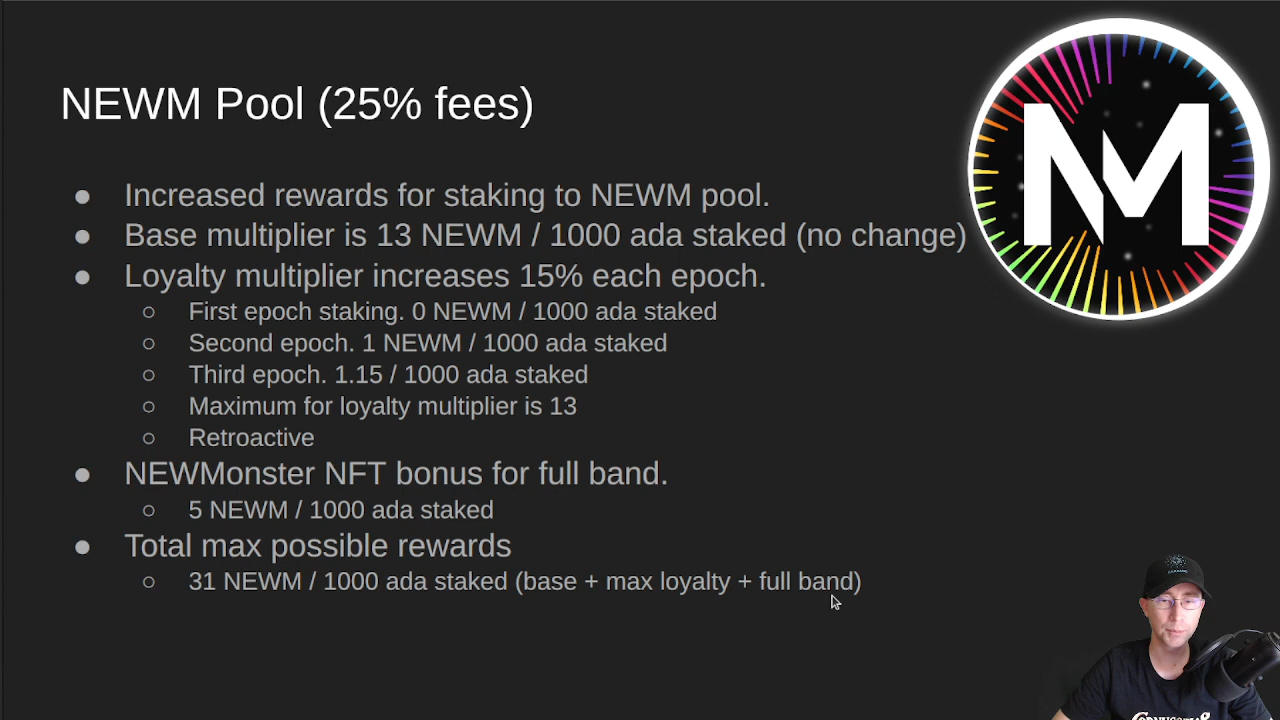 NEWM Pool (25% fees)
NM
● Increased rewards for staking to NEWM pool.
● Base multiplier is 13 NEWM / 1000 ada staked (no change)
● Loyalty multiplier increases 15% each epoch.
○ First epoch staking. 0 NEWM / 1000 ada staked
○ Second epoch. 1 NEWM / 1000 ada staked
○ Third epoch. 1.15 / 1000 ada staked
○ Maximum for loyalty multiplier is 13
○ Retroactive
● NEWMonster NFT bonus for full band.
○ 5 NEWM / 1000 ada staked
● Total max possible rewards
○ 31 NEWM / 1000 ada staked (base + max loyalty + full band)